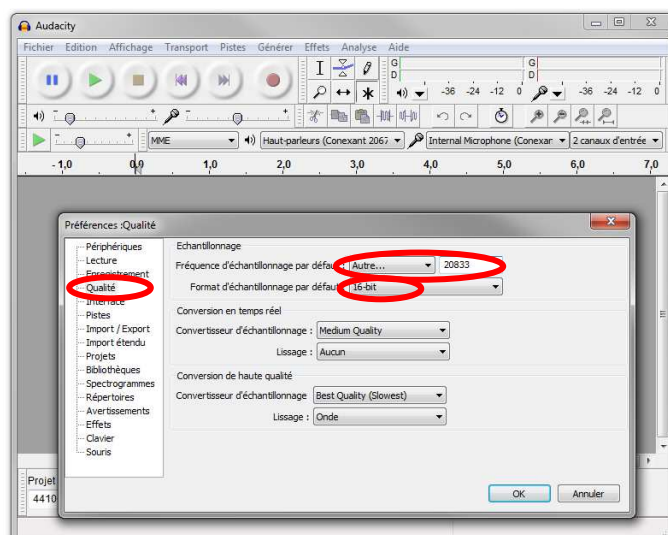 Audacity
Fichier Edition Affichage Transport Pistes Générer Effets Analyse Aide
G G
D D
-36 -24 -12 0 -36 -24 -12 0
MME Haut-parleurs (Conexant 206 Internal Microphone (Conexar 2 canaux d'entrée
- 1,0 0,0 1,0 2,0 3,0 4,0 5,0 6,0 7,0
Préférences :Qualité
Périphériques
Lecture
Enregistrement
Qualité
Interface
Pistes
Import / Export
Import étendu
Projets
Bibliothèques
Spectrogrammes
Répertoires
Avertissements
Effets
Clavier
Souris
Echantillonnage
Fréquence d'échantillonnage par défaut : Autre... 20833
Format d'échantillonnage par défaut 16-bit
Conversion en temps réel
Convertisseur d'échantillonnage : Medium Quality
Lissage : Aucun
Conversion de haute qualité
Convertisseur d'échantillonnage Best Quality (Slowest)
Lissage : Onde
OK Annuler
Projet
4410